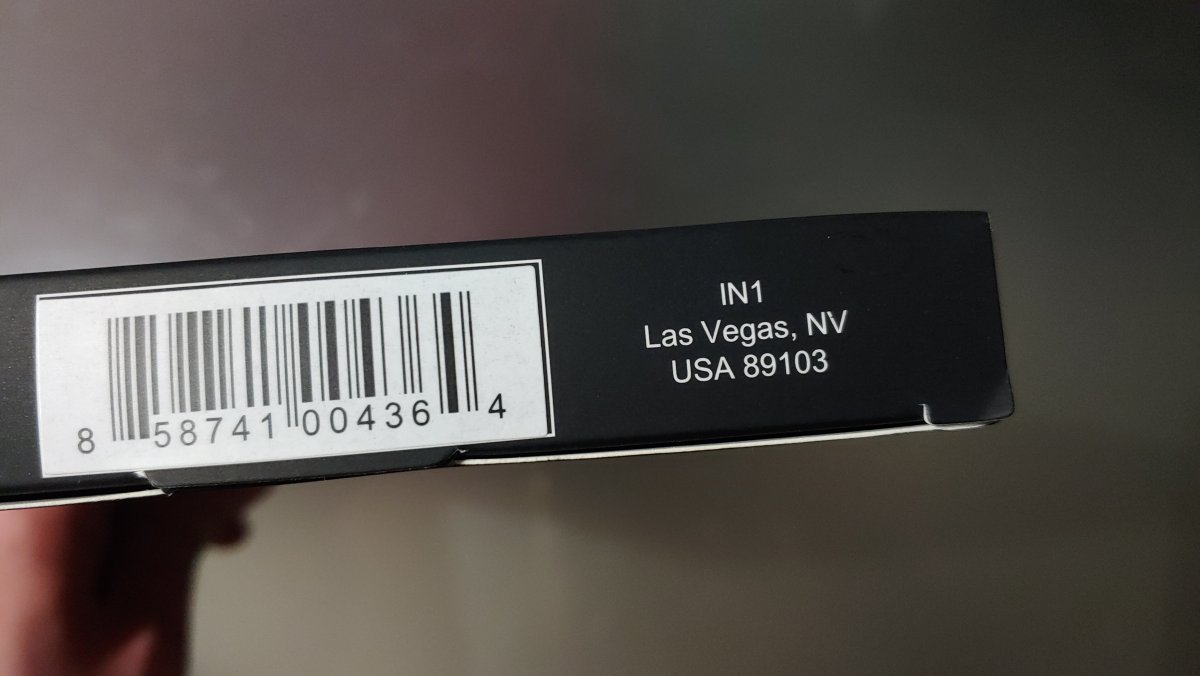 8 58741 00436 4
IN1
Las Vegas, NV
USA 89103